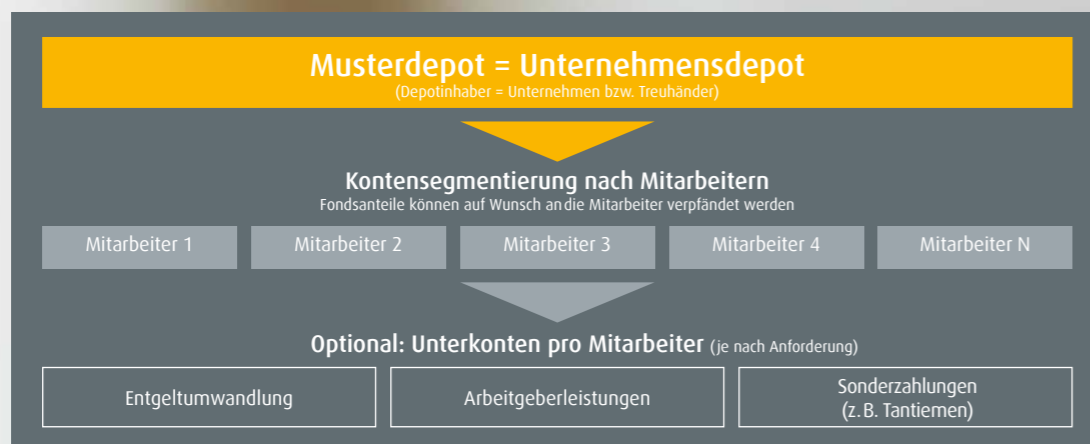 Musterdepot = Unternehmensdepot
(Depotinhaber = Unternehmen bzw. Treuhänder)
Kontensegmentierung nach Mitarbeitern
Fondsanteile können auf Wunsch an die Mitarbeiter verpfändet werden
Mitarbeiter 1
Mitarbeiter 2
Mitarbeiter 3
Mitarbeiter 4
Mitarbeiter N
Optional: Unterkonten pro Mitarbeiter (je nach Anforderung)
Entgeltumwandlung
Arbeitgeberleistungen
Sonderzahlungen
(z. B. Tantiemen)